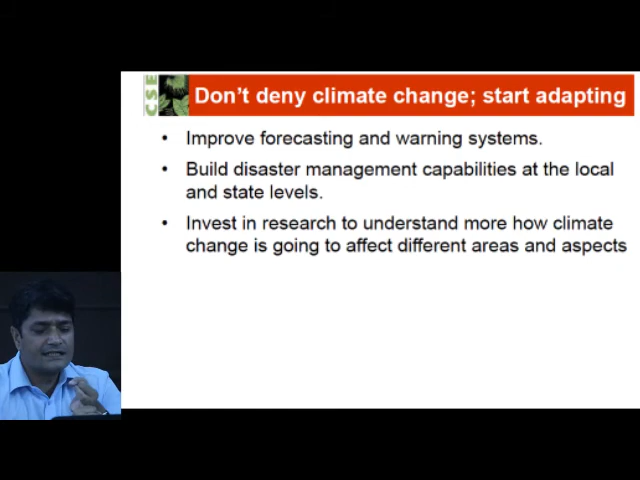 CSE
Don't deny climate change; start adapting
• Improve forecasting and warning systems.
• Build disaster management capabilities at the local
and state levels.
• Invest in research to understand more how climate
change is going to affect different areas and aspects